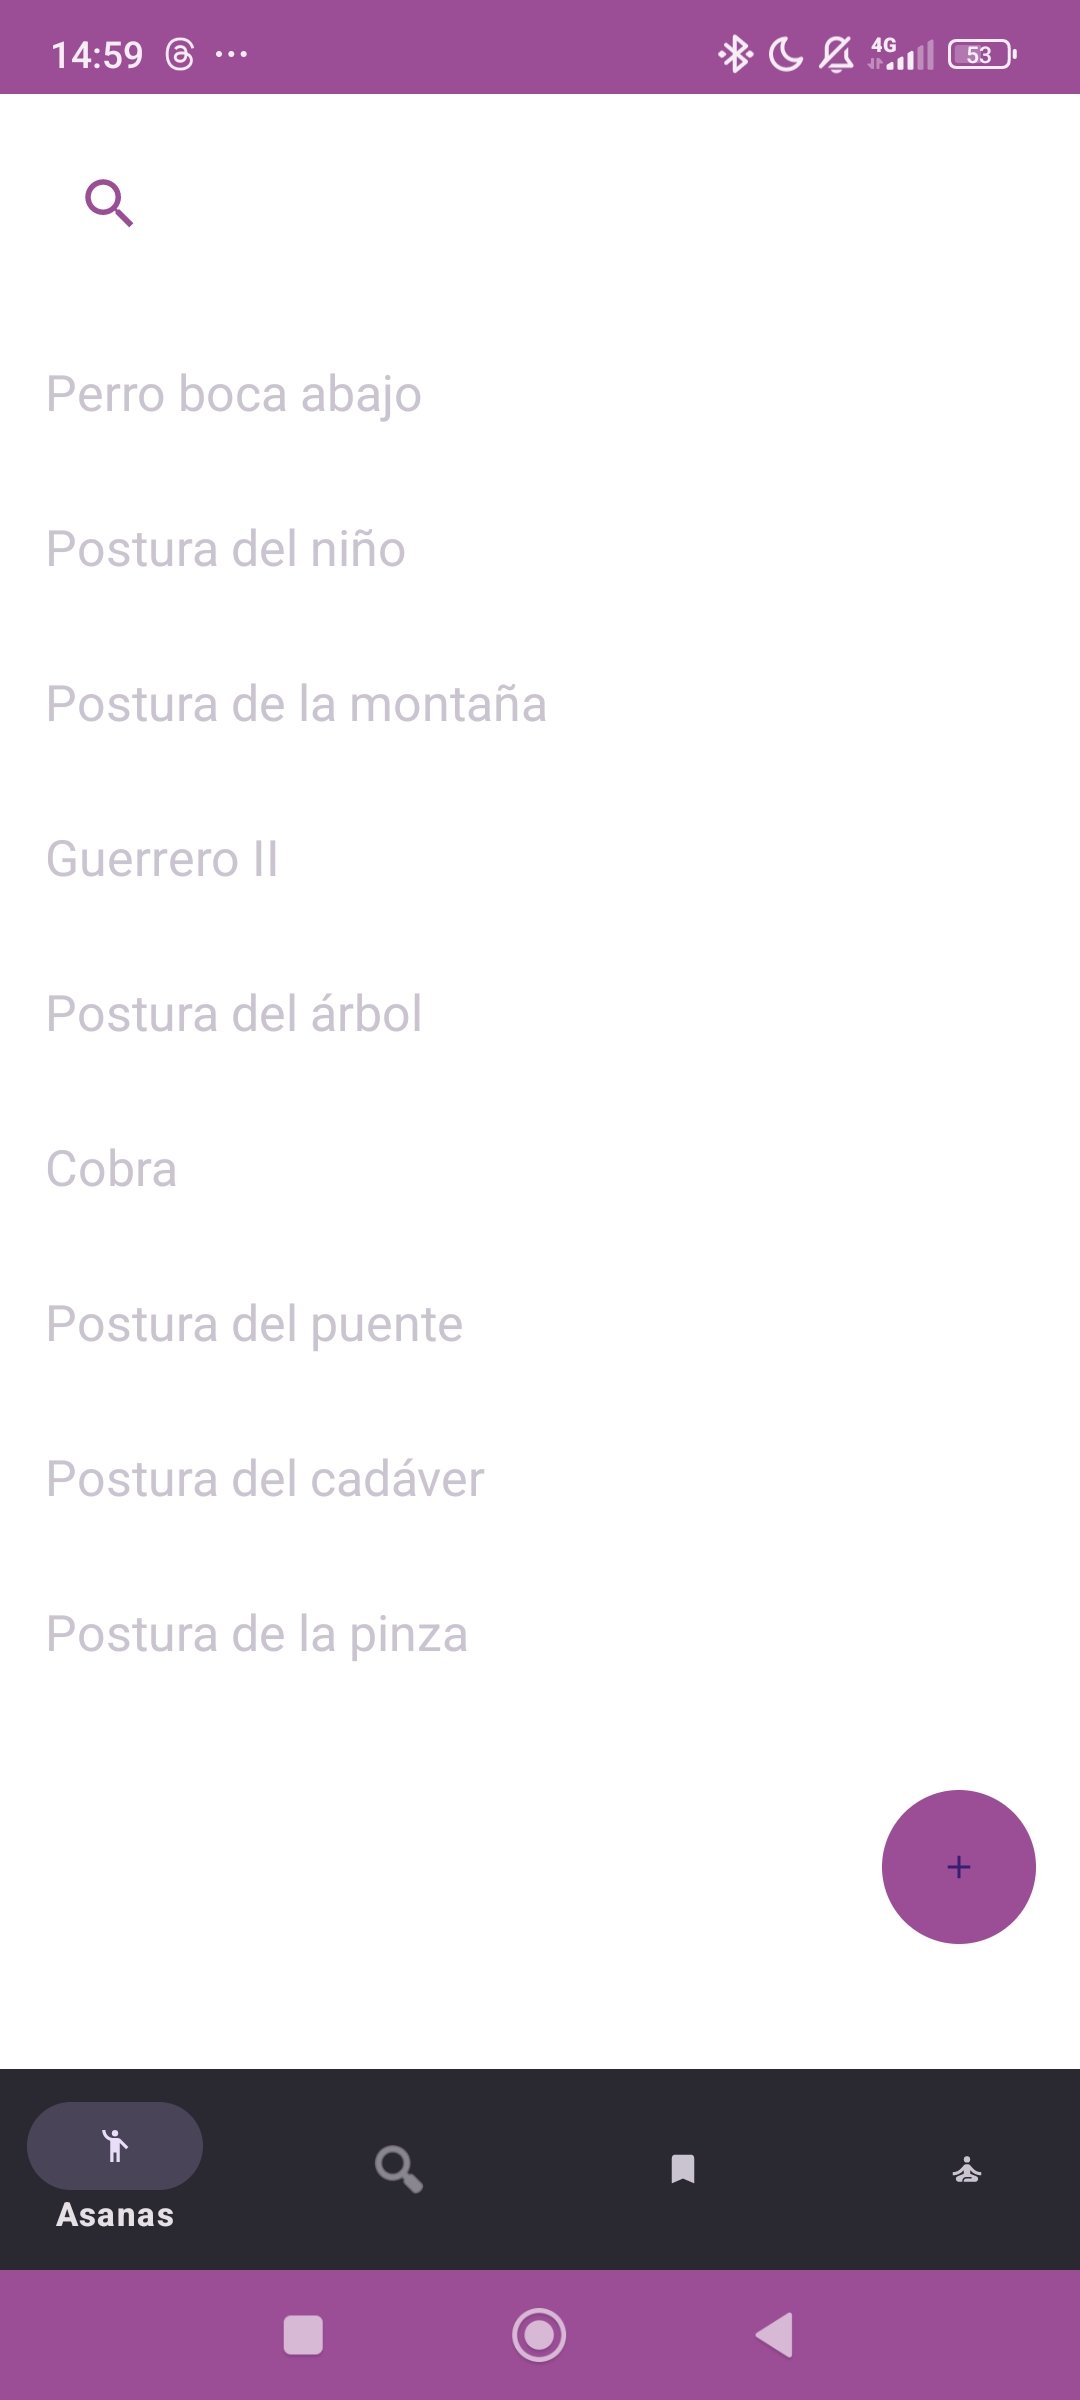 14:59
4G
53
Perro boca abajo
Postura del niño
Postura de la montaña
Guerrero II
Postura del árbol
Cobra
Postura del puente
Postura del cadáver
Postura de la pinza
Asanas